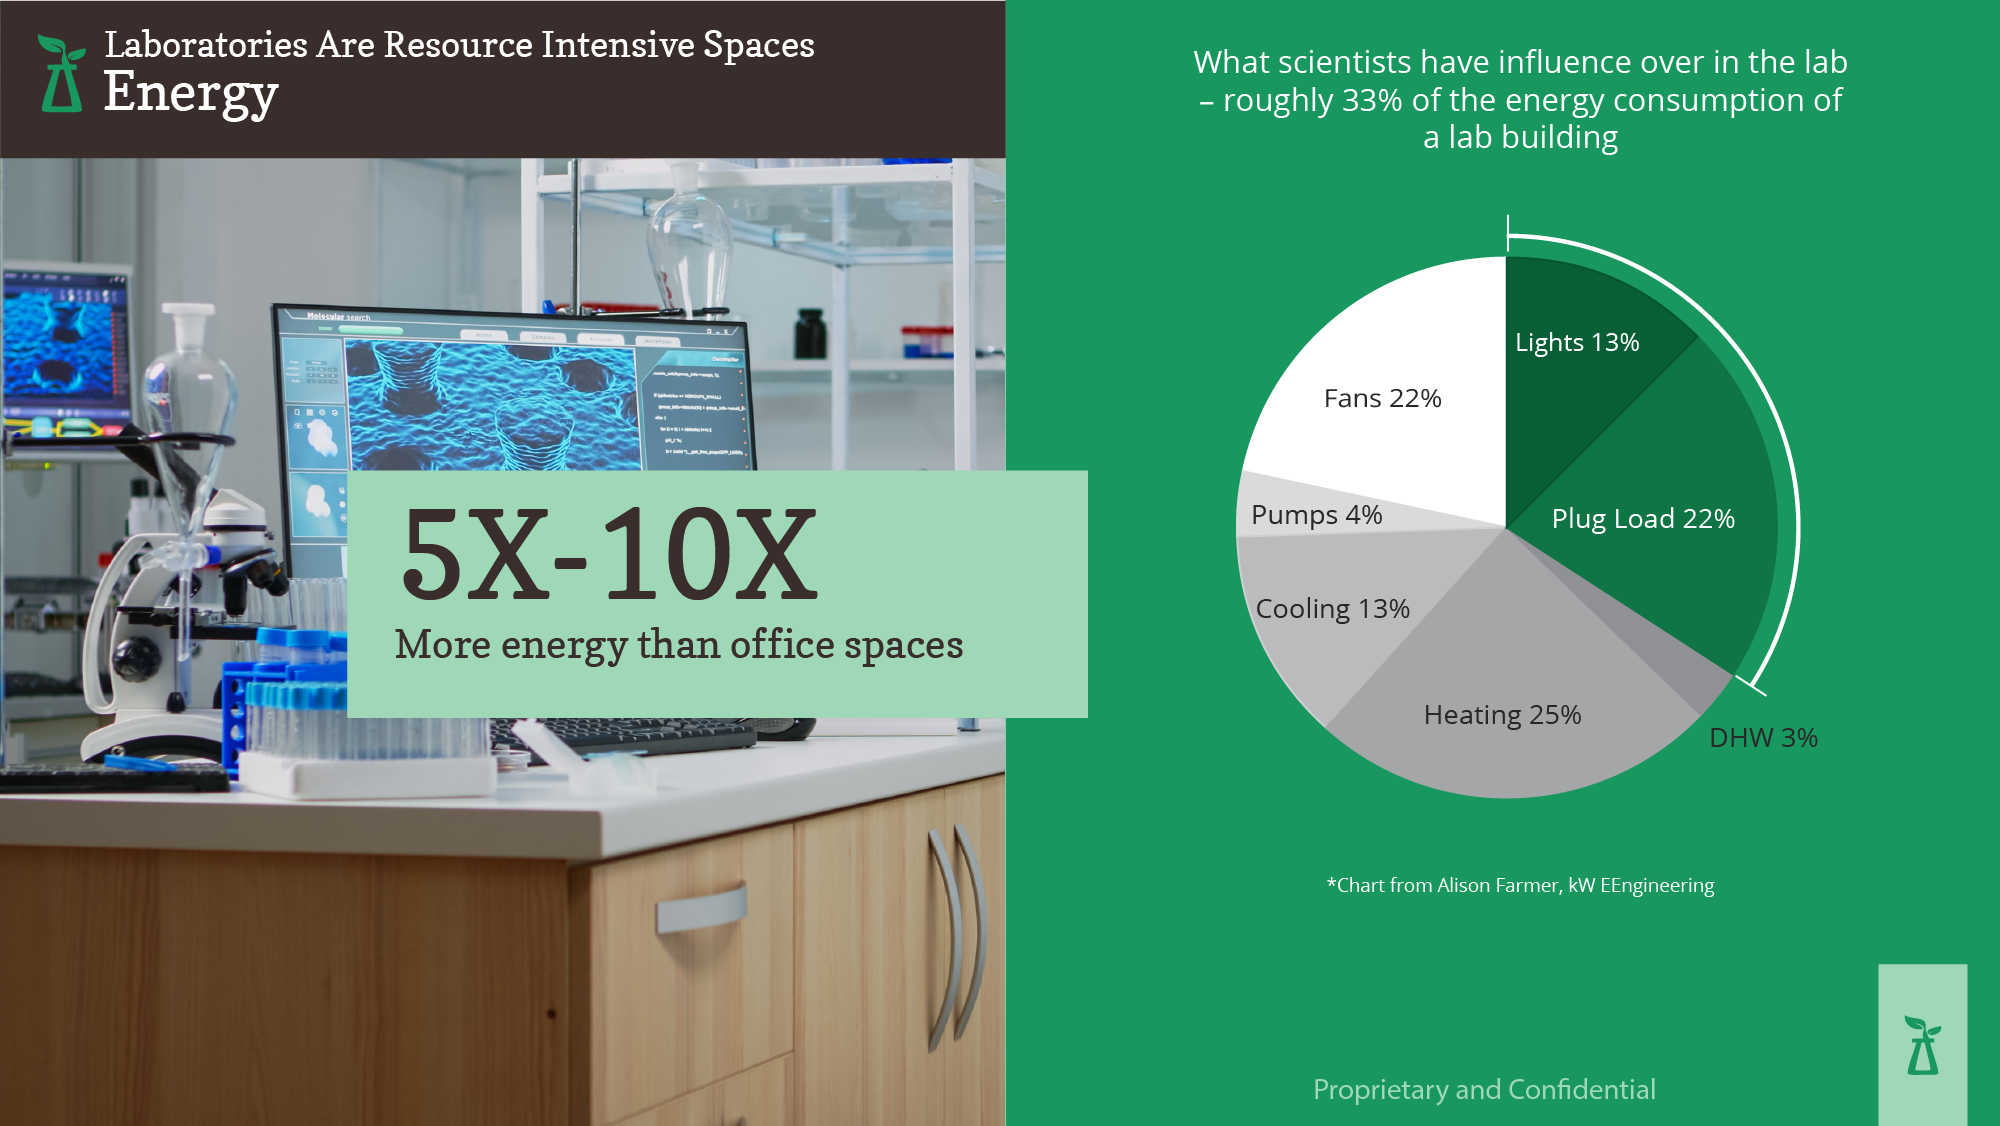 Laboratories Are Resource Intensive Spaces
Energy
What scientists have influence over in the lab
– roughly 33% of the energy consumption of
a lab building
Molecular search
Lights 13%
Fans 22%
Plug Load 22%
Pumps 4%
Cooling 13%
Heating 25%
DHW 3%
5X-10X
More energy than office spaces
*Chart from Alison Farmer, kW EEngineering
Proprietary and Confidential